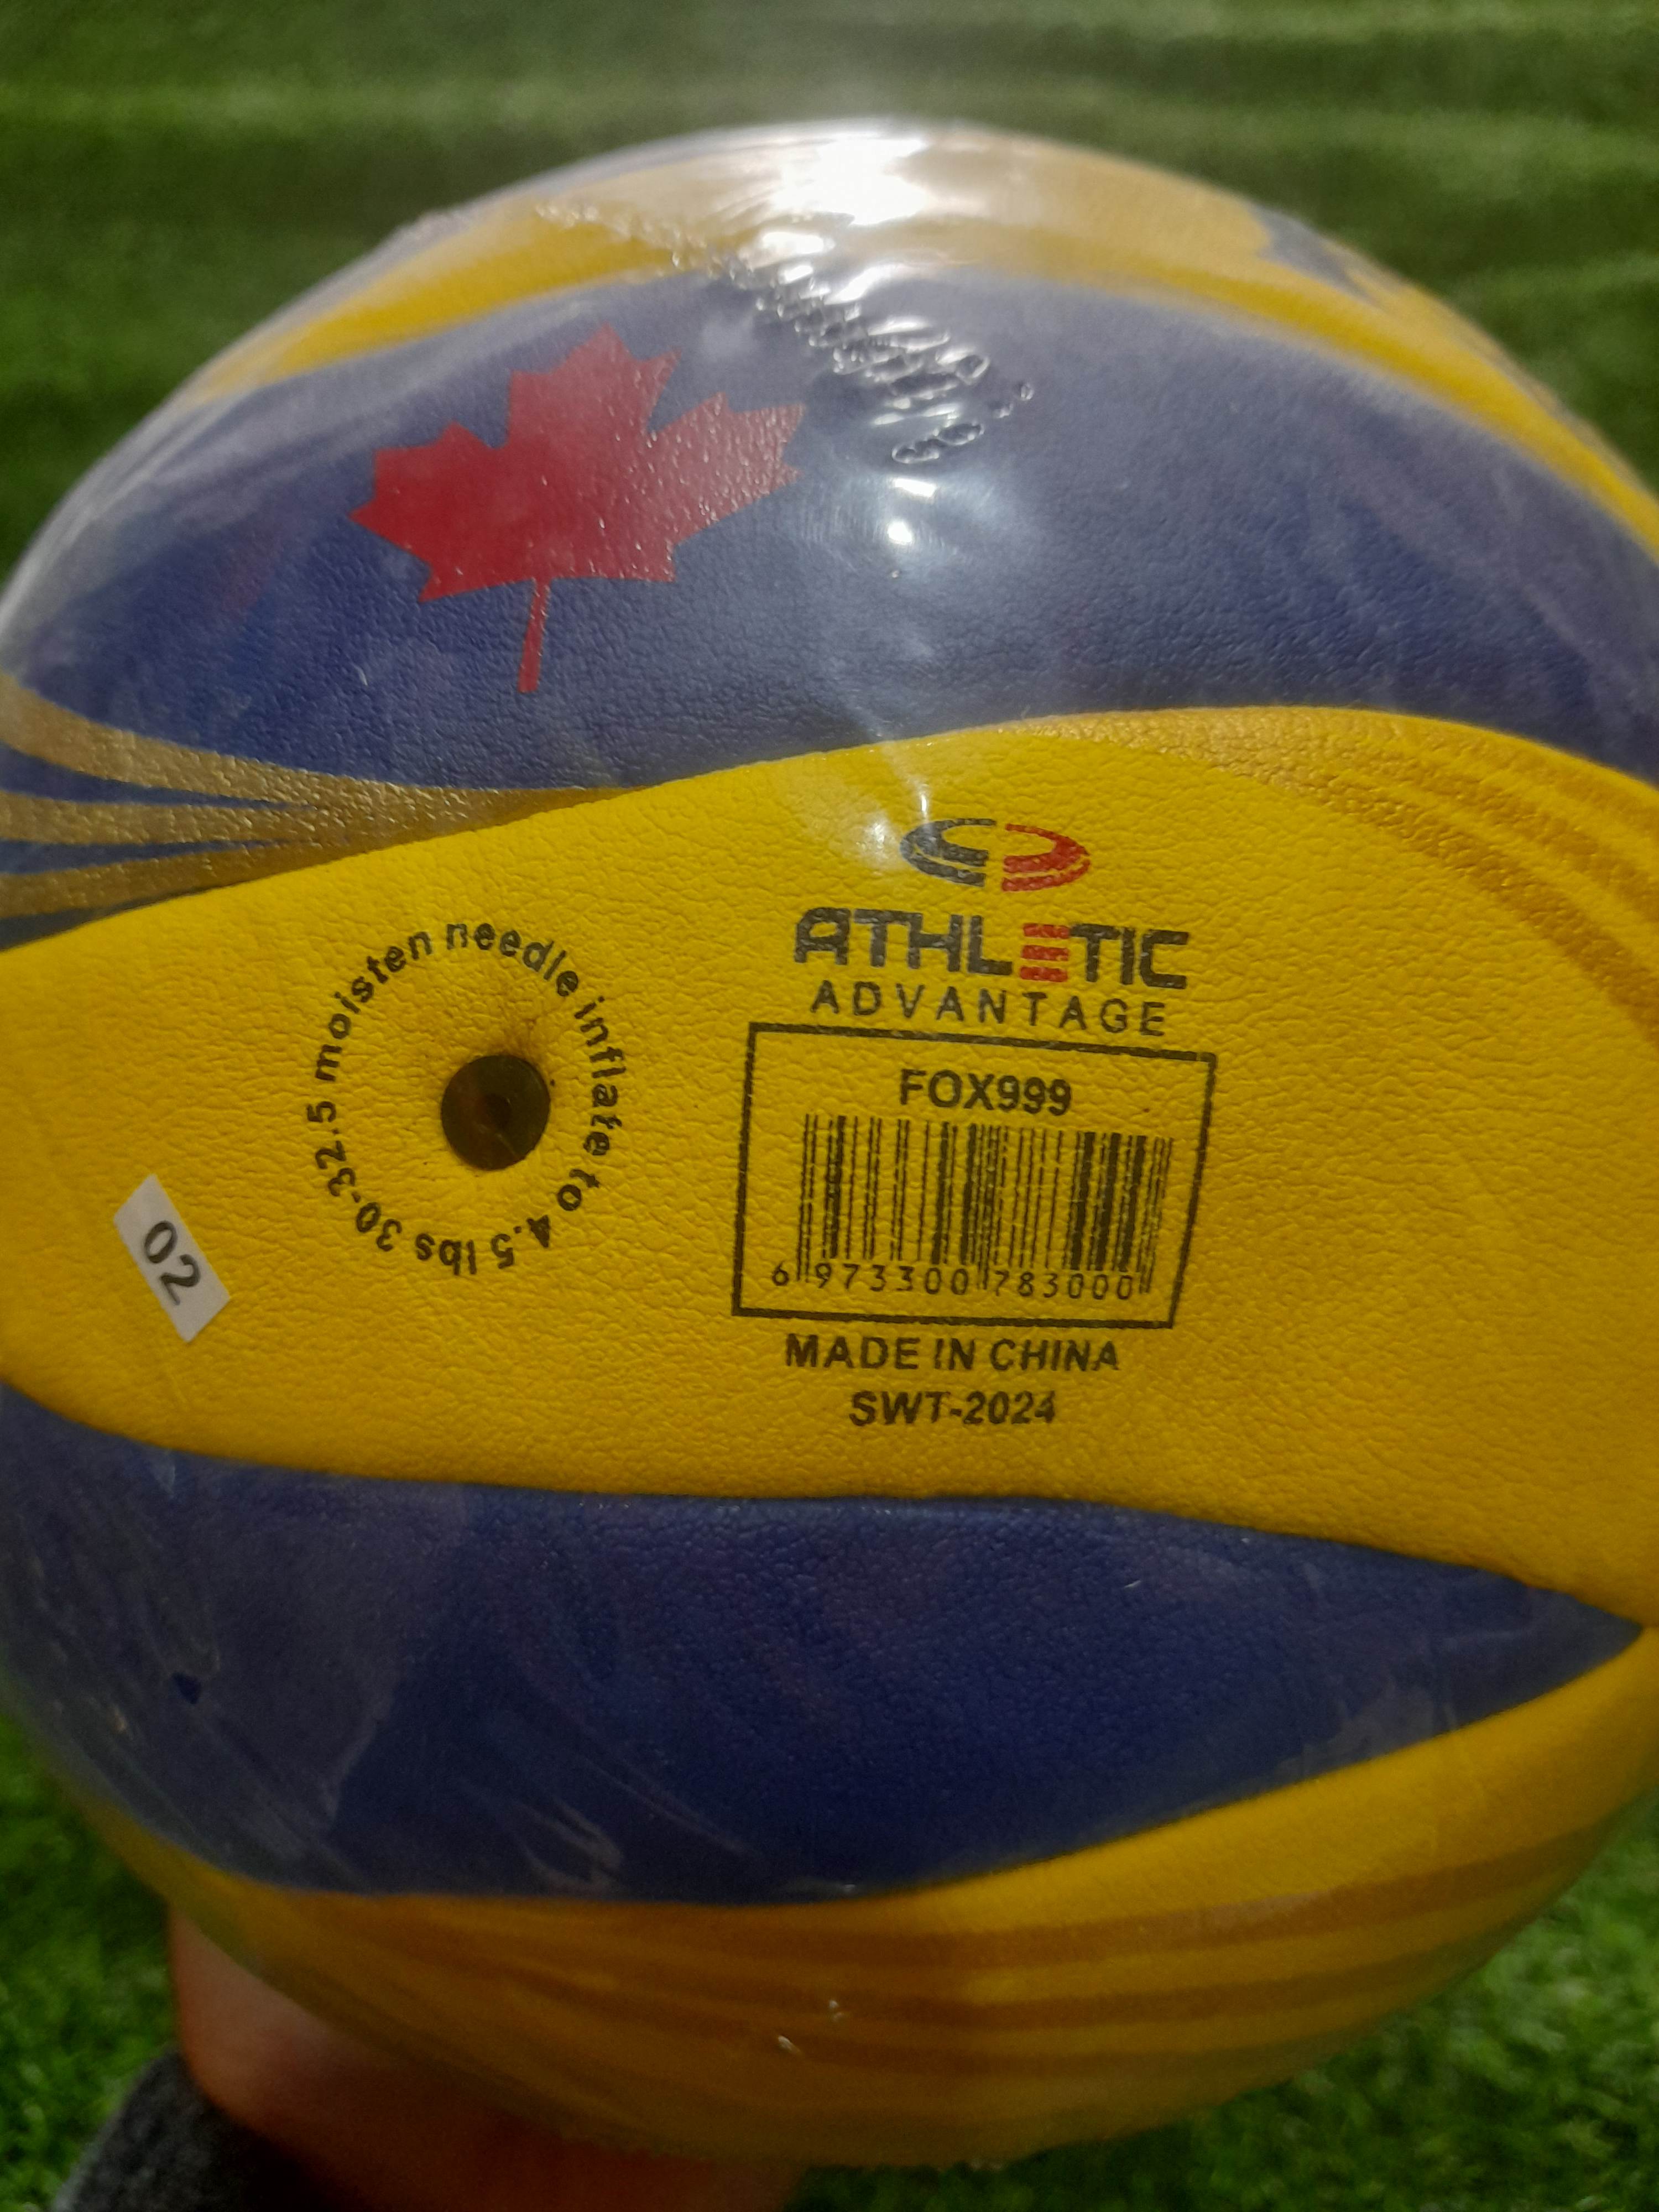 ATHLETIC
ADVANTAGE
moisten needle inflate to 4.5 lbs 30-32.5
FOX999
6 973300 783000
02
MADE IN CHINA
SWT-2024